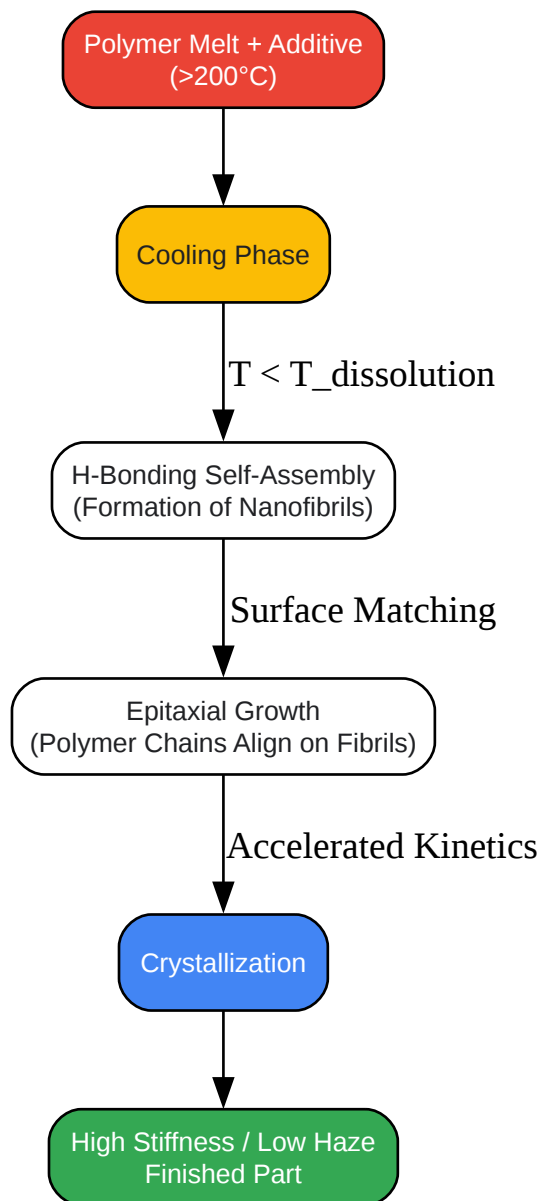 Polymer Melt + Additive
(>200°C)
Cooling Phase
T < T_dissolution
H-Bonding Self-Assembly
(Formation of Nanofibrils)
Surface Matching
Epitaxial Growth
(Polymer Chains Align on Fibrils)
Accelerated Kinetics
Crystallization
High Stiffness / Low Haze
Finished Part